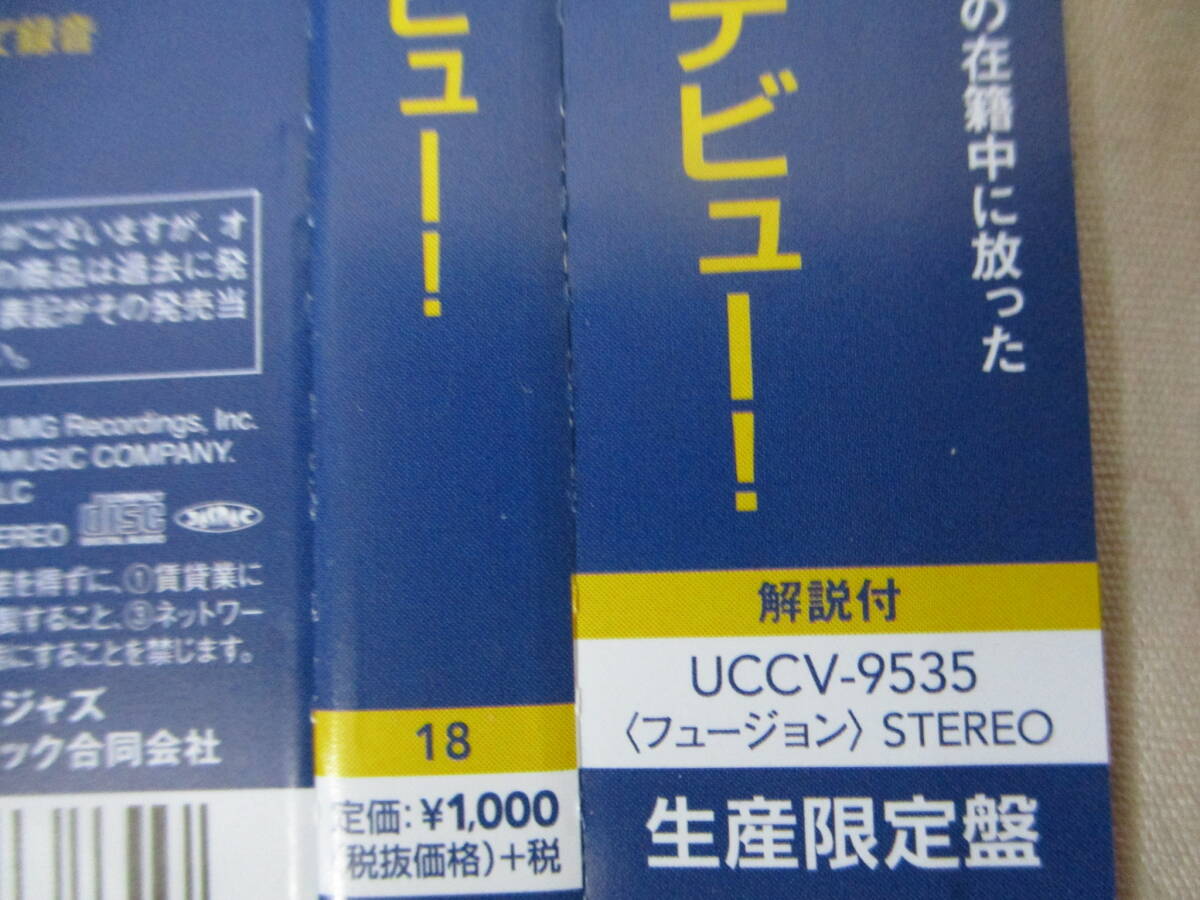 て録音
がございますが、オ
の商品は過去に発
表記がその発売当
い。
UMG Recordings, Inc.
MUSIC COMPANY.
LC
EREO disc
を得ずに、①賃貸業に
すること、③ネットワー
にすることを禁じます。
ジャズ
ック合同会社
ビュー!
18
定価:¥1,000
(税抜価格)+税
デビュー!
の在籍中に放った
解説付
UCCV-9535
〈フュージョン〉 STEREO
生産限定盤